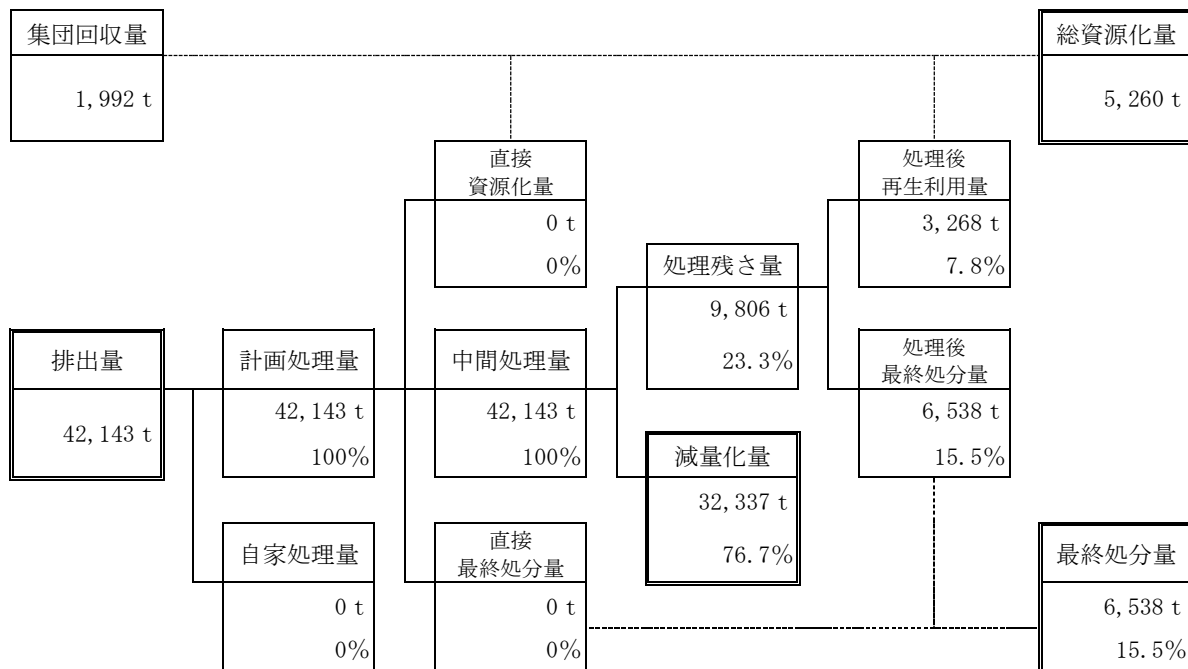 集団回収量
1,992 t
総資源化量
5,260 t
直接
資源化量
0 t
0%
処理後
再生利用量
3,268 t
7.8%
処理残さ量
9,806 t
23.3%
排出量
42,143 t
計画処理量
42,143 t
100%
中間処理量
42,143 t
100%
処理後
最終処分量
6,538 t
15.5%
減量化量
32,337 t
76.7%
自家処理量
0 t
0%
直接
最終処分量
0 t
0%
最終処分量
6,538 t
15.5%